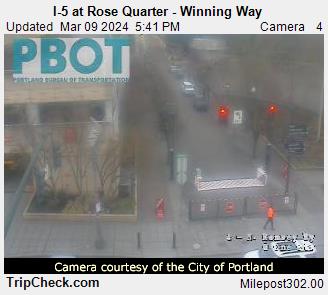 I-5 at Rose Quarter - Winning Way
Updated Mar 09 2024 5:41 PM Camera 4
PBOT
PORTLAND BUREAU OF TRANSPORTATION
Camera courtesy of the City of Portland
TripCheck.com Milepost302.00